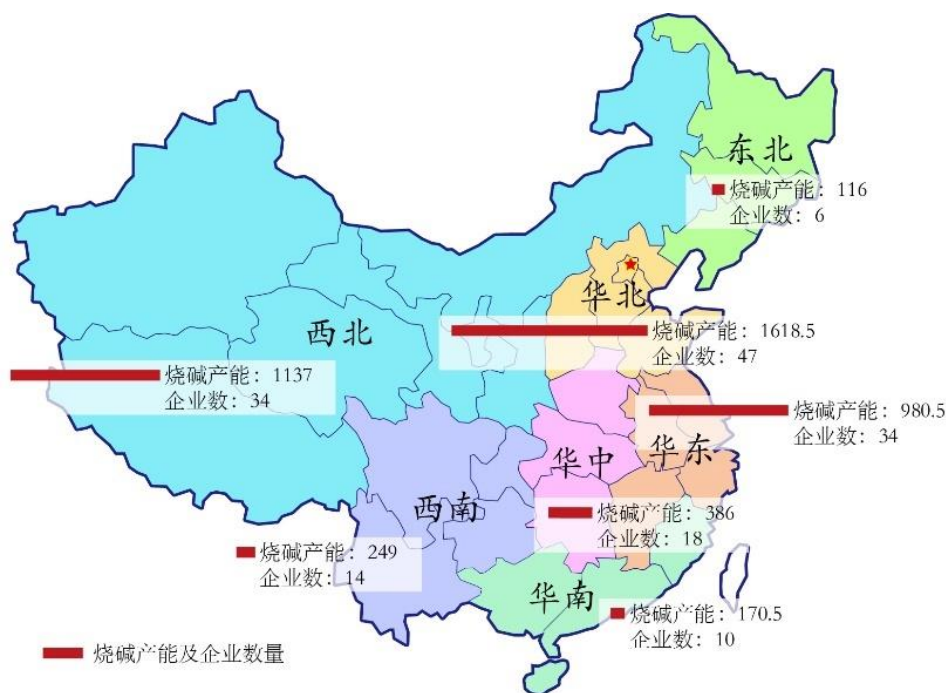 东北
烧碱产能：116
企业数：6
华北
烧碱产能：1618.5
企业数：47
西北
烧碱产能：1137
企业数：34
烧碱产能：980.5
企业数：34
华东
华中
烧碱产能：386
企业数：18
西南
烧碱产能：249
企业数：14
华南
烧碱产能：170.5
企业数：10
烧碱产能及企业数量